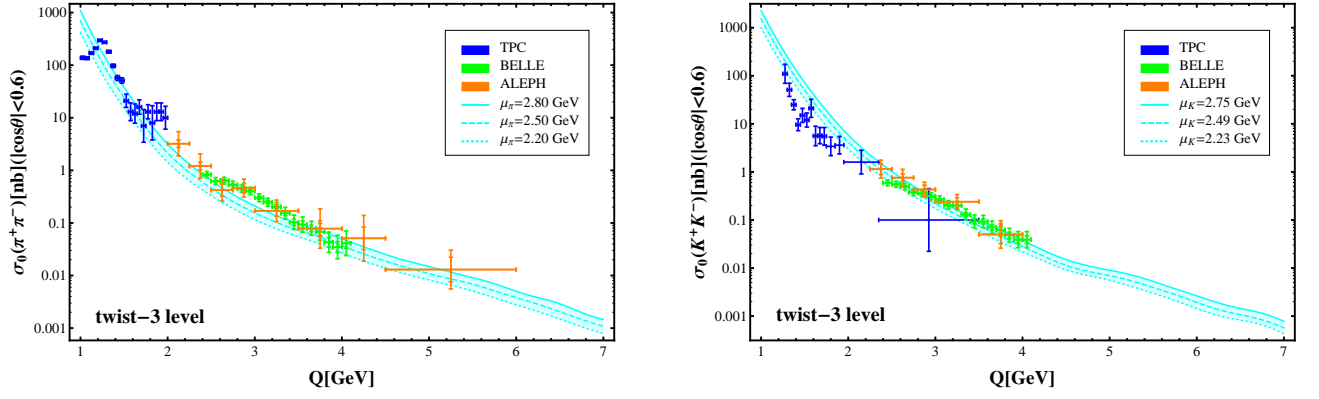 σ₀(π⁺π⁻)[nb](|cosθ|<0.6)
1000
100
10
1
0.1
0.01
0.001
TPC
BELLE
ALEPH
μπ=2.80 GeV
μπ=2.50 GeV
μπ=2.20 GeV
twist−3 level
1 2 3 4 5 6 7
Q[GeV]
σ₀(K⁺K⁻)[nb](|cosθ|<0.6)
1000
100
10
1
0.1
0.01
0.001
TPC
BELLE
ALEPH
μK=2.75 GeV
μK=2.49 GeV
μK=2.23 GeV
twist−3 level
1 2 3 4 5 6 7
Q[GeV]